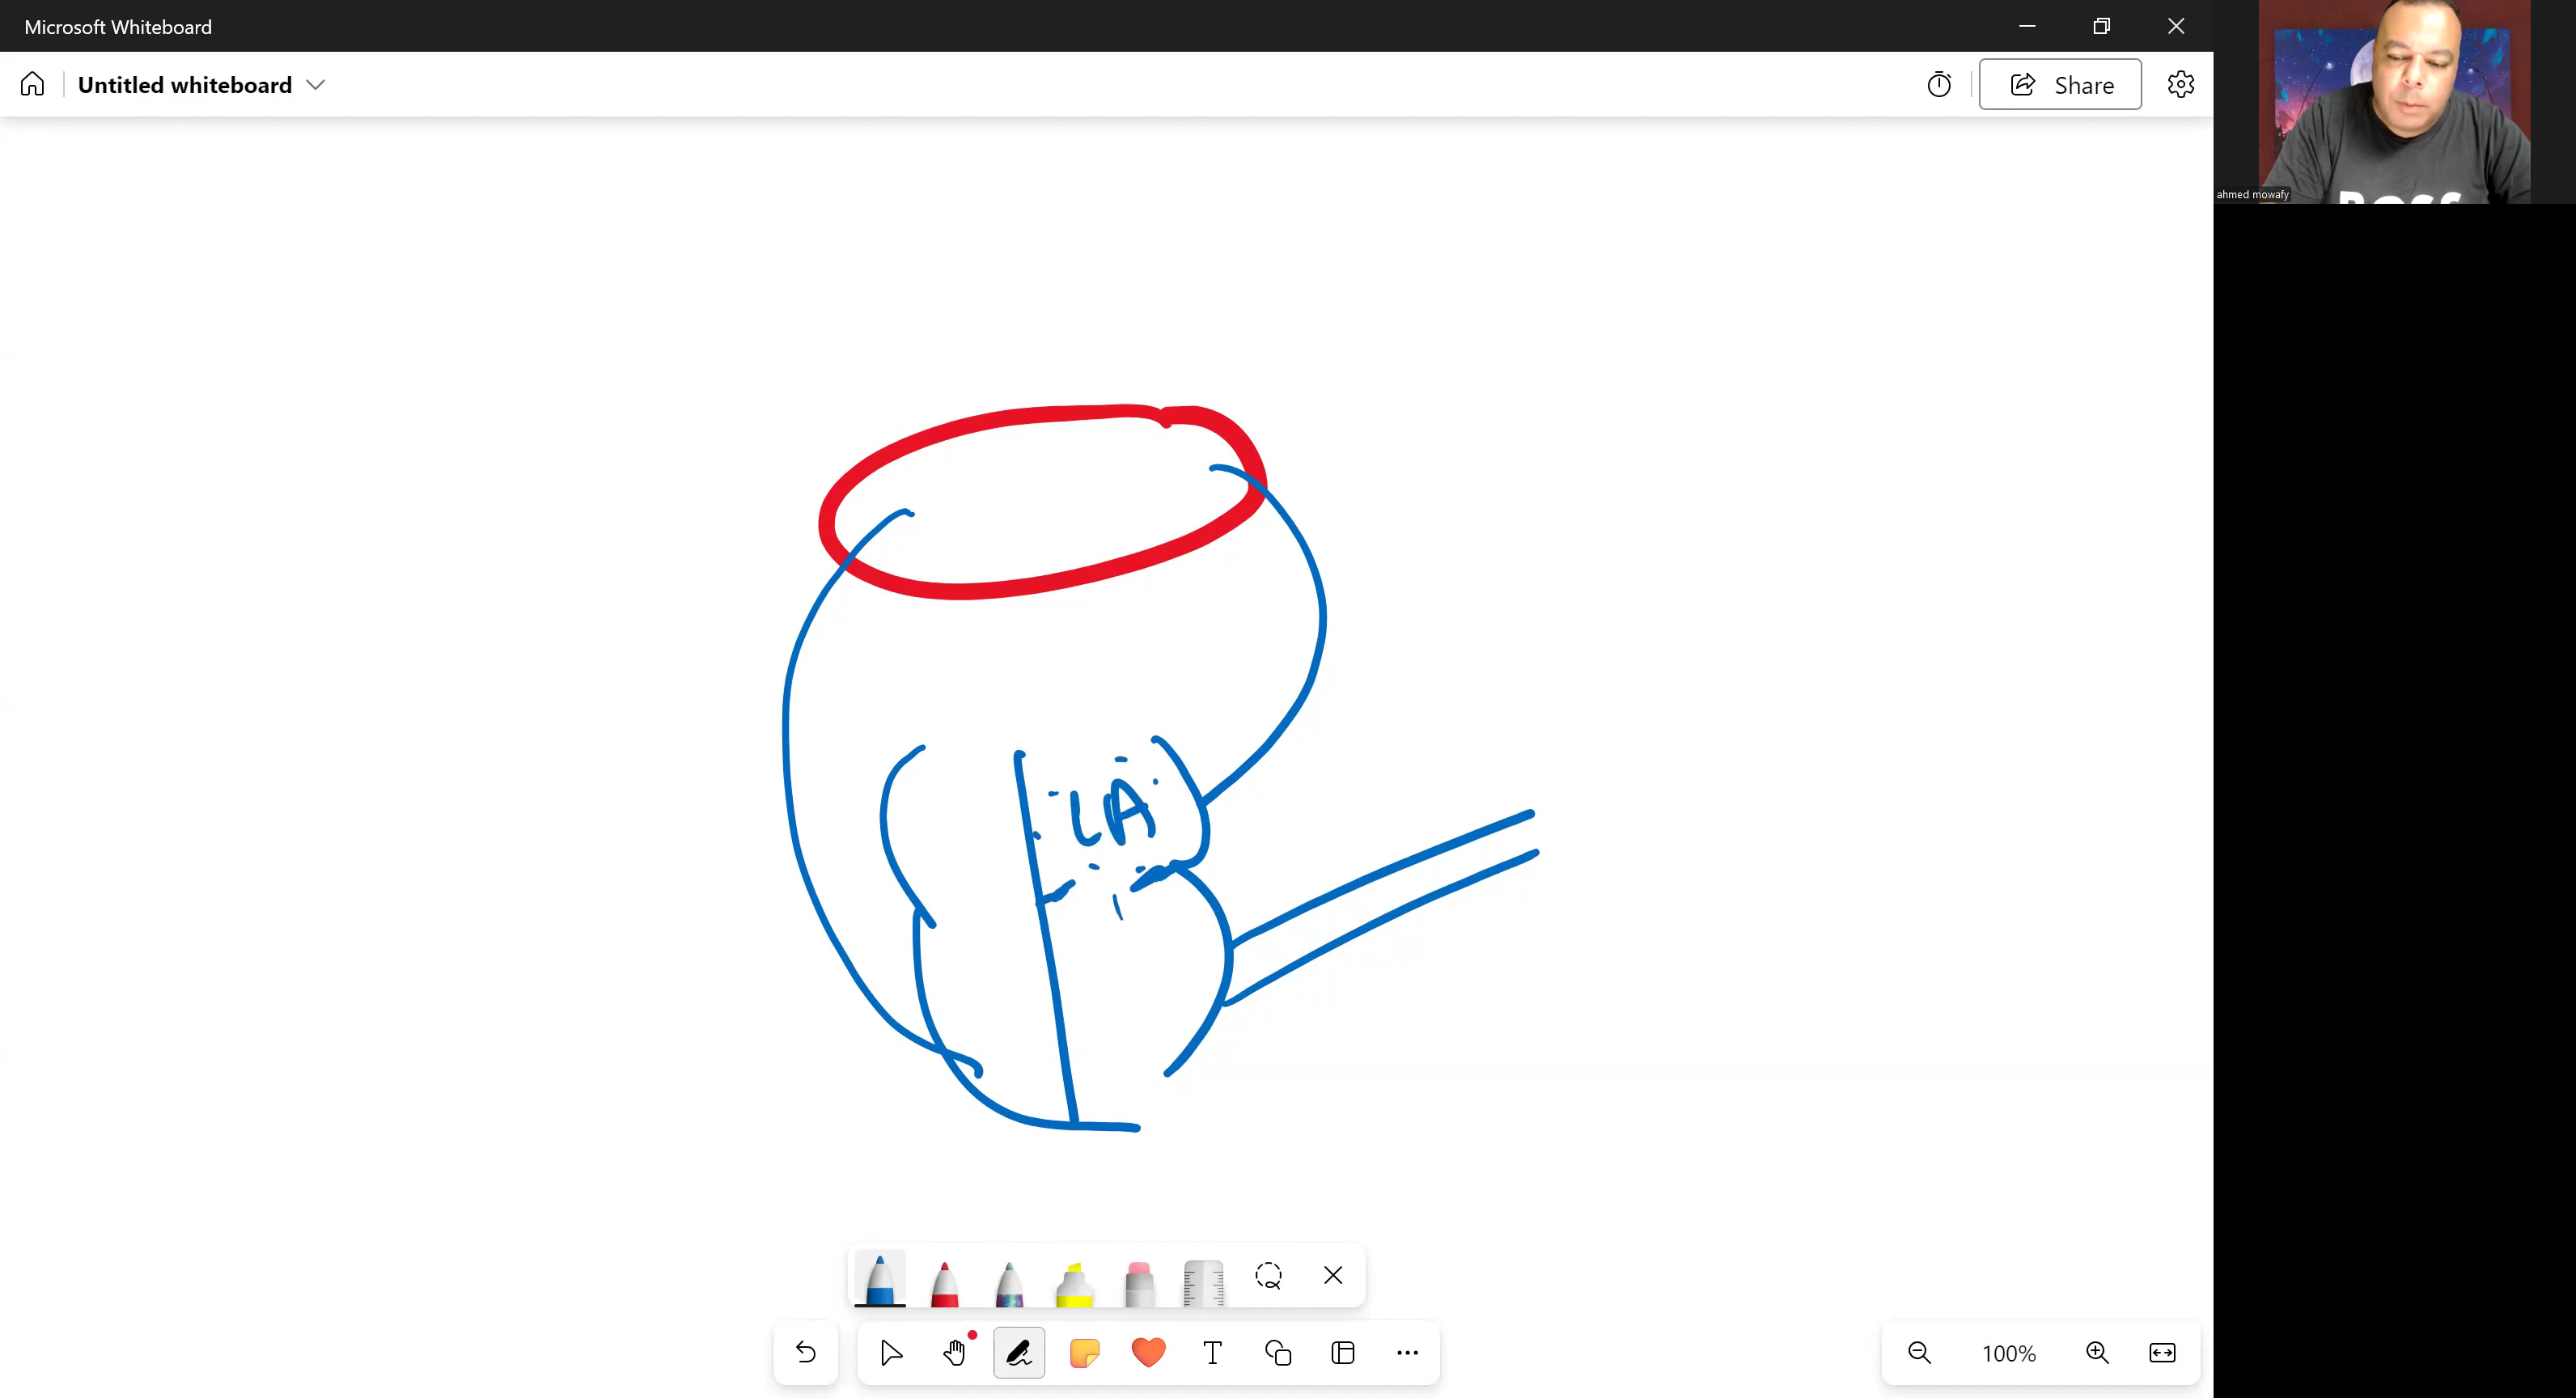 Microsoft Whiteboard
Untitled whiteboard
Share
ahmed mowafy
LA
100%